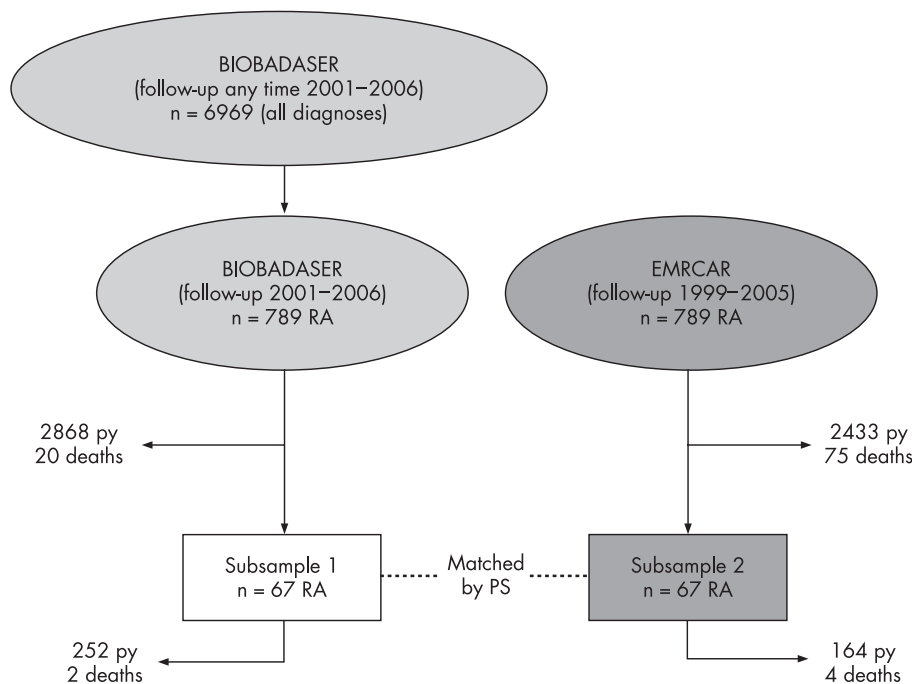 BIOBADASER
(follow-up any time 2001–2006)
n = 6969 (all diagnoses)
BIOBADASER
(follow-up 2001–2006)
n = 789 RA
EMRCAR
(follow-up 1999–2005)
n = 789 RA
2868 py
20 deaths
2433 py
75 deaths
Subsample 1
n = 67 RA
Matched
by PS
Subsample 2
n = 67 RA
252 py
2 deaths
164 py
4 deaths